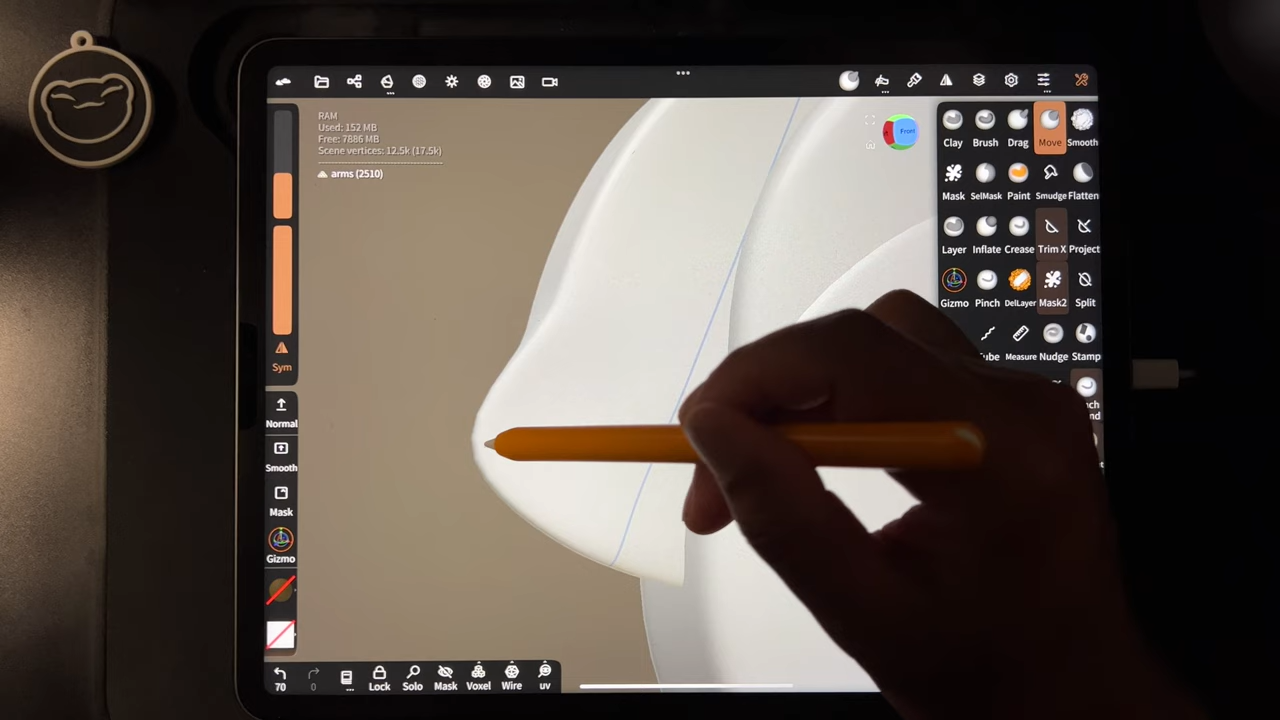 RAM
Used: 152 MB
Free: 7886 MB
Scene vertices: 12.5k (17.5k)
arms (2510)
Front
Clay Brush Drag Move Smooth
Mask SelMask Paint Smudge Flatten
Layer Inflate Crease Trim X Project
Gizmo Pinch DelLayer Mask2 Split
Measure Nudge Stamp
Sym
Normal
Smooth
Mask
Gizmo
70 0 Lock Solo Mask Voxel Wire uv